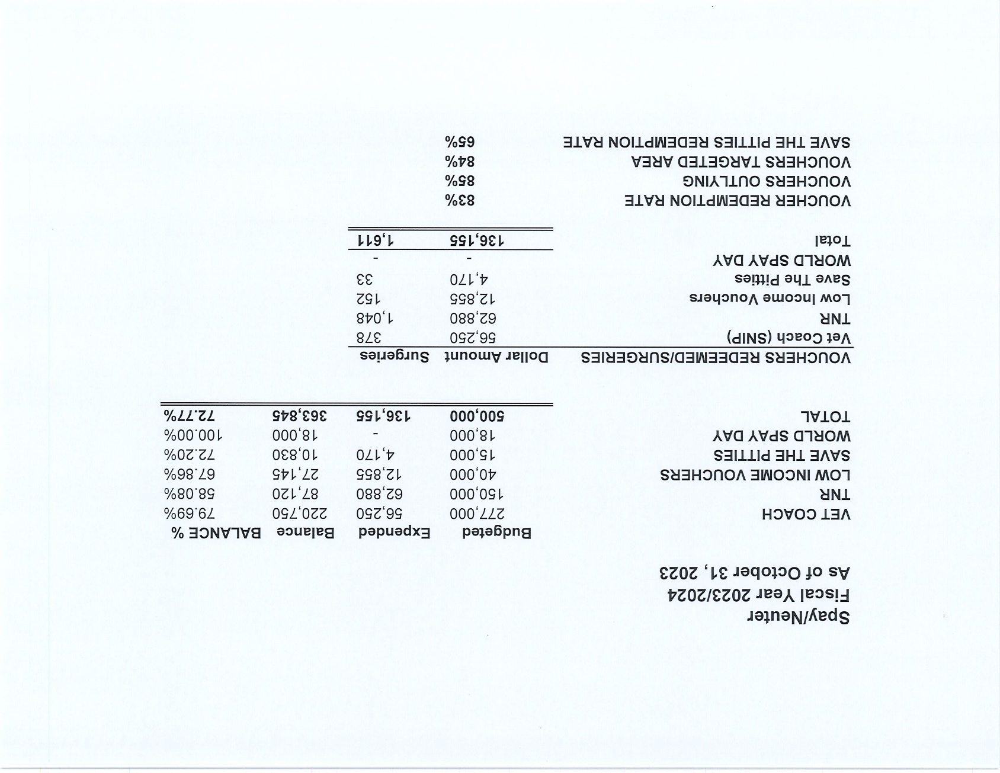 Spay/Neuter
Fiscal Year 2023/2024
As of October 31, 2023
Budgeted Expended Balance BALANCE %
VET COACH 277,000 56,250 220,750 79.69%
TNR 150,000 62,880 87,120 58.08%
LOW INCOME VOUCHERS 40,000 12,855 27,145 67.86%
SAVE THE PITTIES 15,000 4,170 10,830 72.20%
WORLD SPAY DAY 18,000 - 18,000 100.00%
TOTAL 500,000 136,155 363,845 72.77%
VOUCHERS REDEEMED/SURGERIES Dollar Amount Surgeries
Vet Coach (SNIP) 56,250 378
TNR 62,880 1,048
Low Income Vouchers 12,855 152
Save The Pitties 4,170 33
WORLD SPAY DAY - -
Total 136,155 1,611
VOUCHER REDEMPTION RATE 83%
VOUCHERS OUTLYING 85%
VOUCHERS TARGETED AREA 84%
SAVE THE PITTIES REDEMPTION RATE 65%